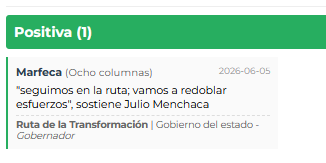 Positiva (1)
Marfeca (Ocho columnas) 2026-06-05
"seguimos en la ruta; vamos a redoblar
esfuerzos", sostiene Julio Menchaca
Ruta de la Transformación | Gobierno del estado -
Gobernador